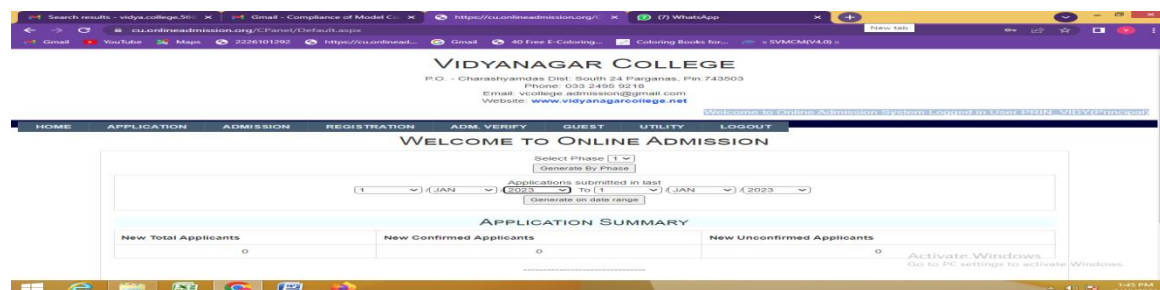 Search results - vidya.college.56
Gmail - Compliance of Model C
https://cu.onlineadmission.org/
(7) WhatsApp
New tab
cu.onlineadmission.org/CPanel/Default.aspx
Gmail YouTube Maps 2226101292 https://cu.onlinead... Gmail 40 Free E-Coloring... Coloring Books for... SVMCM(V4.0)
VIDYANAGAR COLLEGE
P.O. - Charashyamdas Dist: South 24 Parganas, Pin:743503
Phone: 033 2495 9218
Email: vcollege.admission@gmail.com
Website: www.vidyanagarcollege.net
Welcome to Online Admission System Logged in User PRIN_VIDY(Principal)
HOME APPLICATION ADMISSION REGISTRATION ADM. VERIFY GUEST UTILITY LOGOUT
WELCOME TO ONLINE ADMISSION
Select Phase 1
Generate By Phase
Applications submitted in last
1 / JAN / 2023 To 1 / JAN / 2023
Generate on date range
APPLICATION SUMMARY
New Total Applicants New Confirmed Applicants New Unconfirmed Applicants
0 0 0
------------------------------
Activate Windows
Go to PC settings to activate Windows.
1:45 PM